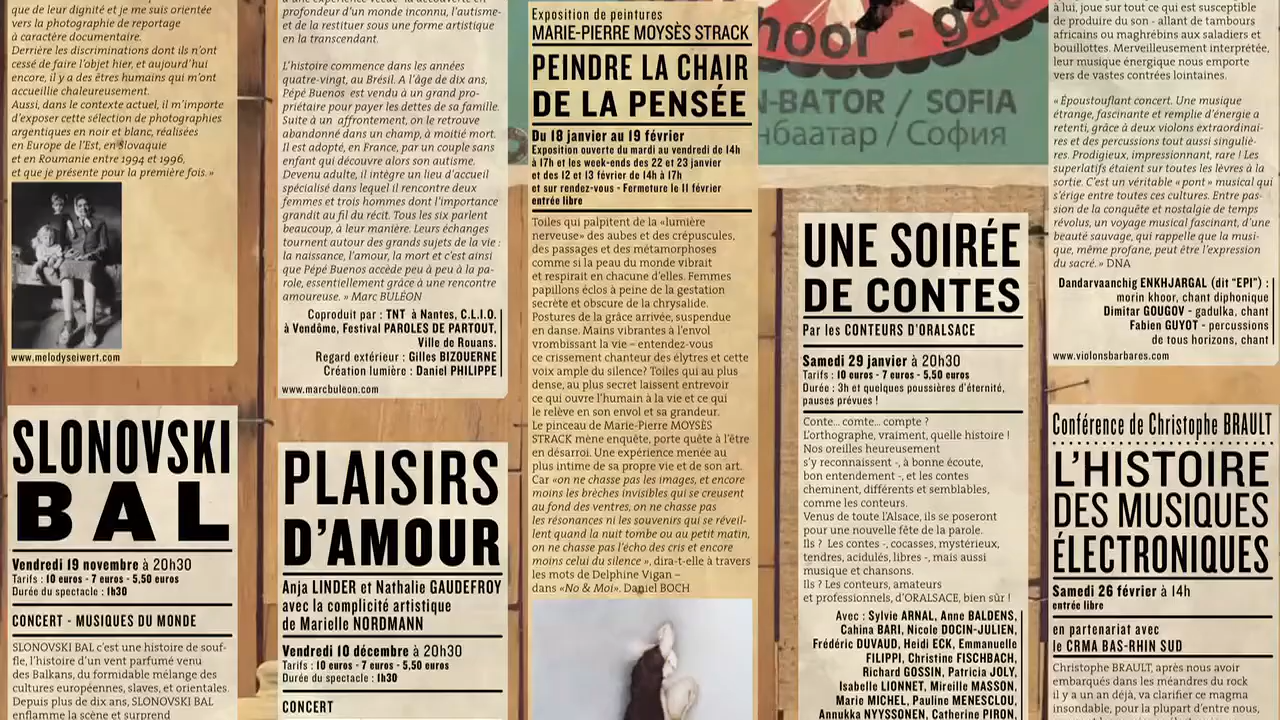 que de leur dignité et je me suis orientée
vers la photographie de reportage
à caractère documentaire.
Derrière les discriminations dont ils n'ont
cessé de faire l'objet hier, et aujourd'hui
encore, il y a des êtres humains qui m'ont
accueillie chaleureusement.
Aussi, dans le contexte actuel, il m'importe
d'exposer cette sélection de photographies
argentiques en noir et blanc, réalisées
en Europe de l'Est, en Slovaquie
et en Roumanie entre 1994 et 1996,
et que je présente pour la première fois. »
www.melodyseiwert.com
SLONOVSKI
BAL
Vendredi 19 novembre à 20h30
Tarifs : 10 euros - 7 euros - 5,50 euros
Durée du spectacle : 1h30
CONCERT - MUSIQUES DU MONDE
SLONOVSKI BAL c'est une histoire de souf-
fle, l'histoire d'un vent parfumé venu
des Balkans, du formidable mélange des
cultures européennes, slaves, et orientales.
Depuis plus de dix ans, SLONOVSKI BAL
enflamme la scène et surprend
profondeur d'un monde inconnu, l'autisme-
et de la restituer sous une forme artistique
en la transcendant.
L'histoire commence dans les années
quatre-vingt, au Brésil. A l'âge de dix ans,
Pépé Buenos est vendu à un grand pro-
priétaire pour payer les dettes de sa famille.
Suite à un affrontement, on le retrouve
abandonné dans un champ, à moitié mort.
Il est adopté, en France, par un couple sans
enfant qui découvre alors son autisme.
Devenu adulte, il intègre un lieu d'accueil
spécialisé dans lequel il rencontre deux
femmes et trois hommes dont l'importance
grandit au fil du récit. Tous les six parlent
beaucoup, à leur manière. Leurs échanges
tournent autour des grands sujets de la vie :
la naissance, l'amour, la mort et c'est ainsi
que Pépé Buenos accède peu à peu à la pa-
role, essentiellement grâce à une rencontre
amoureuse. » Marc BULÉON
Coproduit par : TNT à Nantes, C.L.I.O.
à Vendôme, Festival PAROLES DE PARTOUT,
Ville de Rouans.
Regard extérieur : Gilles BIZOUERNE
Création lumière : Daniel PHILIPPE
www.marcbuleon.com
PLAISIRS
D'AMOUR
Anja LINDER et Nathalie GAUDEFROY
avec la complicité artistique
de Marielle NORDMANN
Vendredi 10 décembre à 20h30
Tarifs : 10 euros - 7 euros - 5,50 euros
Durée du spectacle : 1h30
CONCERT
Exposition de peintures
MARIE-PIERRE MOYSÈS STRACK
PEINDRE LA CHAIR
DE LA PENSÉE
Du 18 janvier au 19 février
Exposition ouverte du mardi au vendredi de 14h
à 17h et les week-ends des 22 et 23 janvier
et des 12 et 13 février de 14h à 17h
et sur rendez-vous - Fermeture le 11 février
entrée libre
Toiles qui palpitent de la «lumière
nerveuse» des aubes et des crépuscules,
des passages et des métamorphoses
comme si la peau du monde vibrait
et respirait en chacune d'elles. Femmes
papillons éclos à peine de la gestation
secrète et obscure de la chrysalide.
Postures de la grâce arrivée, suspendue
en danse. Mains vibrantes à l'envol
vrombissant la vie – entendez-vous
ce crissement chanteur des élytres et cette
voix ample du silence? Toiles qui au plus
dense, au plus secret laissent entrevoir
ce qui ouvre l'humain à la vie et ce qui
le relève en son envol et sa grandeur.
Le pinceau de Marie-Pierre MOYSÈS
STRACK mène enquête, porte quête à l'être
en désarroi. Une expérience menée au
plus intime de sa propre vie et de son art.
Car «on ne chasse pas les images, et encore
moins les brèches invisibles qui se creusent
au fond des ventres, on ne chasse pas
les résonances ni les souvenirs qui se réveil-
lent quand la nuit tombe ou au petit matin,
on ne chasse pas l'écho des cris et encore
moins celui du silence », dira-t-elle à travers
les mots de Delphine Vigan –
dans «No & Moi». Daniel BOCH
hoor - gad
N-BATOR / SOFIA
нбаатар / София
UNE SOIRÉE
DE CONTES
Par les CONTEURS D'ORALSACE
Samedi 29 janvier à 20h30
Tarifs : 10 euros - 7 euros - 5,50 euros
Durée : 3h et quelques poussières d'éternité,
pauses prévues !
Conte... comte... compte ?
L'orthographe, vraiment, quelle histoire !
Nos oreilles heureusement
s'y reconnaissent -, à bonne écoute,
bon entendement -, et les contes
cheminent, différents et semblables,
comme les conteurs.
Venus de toute l'Alsace, ils se poseront
pour une nouvelle fête de la parole.
Ils ? Les contes -, cocasses, mystérieux,
tendres, acidulés, libres -, mais aussi
musique et chansons.
Ils ? Les conteurs, amateurs
et professionnels, d'ORALSACE, bien sûr !
Avec : Sylvie ARNAL, Anne BALDENS,
Cahina BARI, Nicole DOCIN-JULIEN,
Frédéric DUVAUD, Heidi ECK, Emmanuelle
FILIPPI, Christine FISCHBACH,
Richard GOSSIN, Patricia JOLY,
Isabelle LIONNET, Mireille MASSON,
Marie MICHEL, Pauline MENESCLOU,
Annukka NYYSSONEN, Catherine PIRON,
à lui, joue sur tout ce qui est susceptible
de produire du son - allant de tambours
africains ou maghrébins aux saladiers et
bouillottes. Merveilleusement interprétée,
leur musique énergique nous emporte
vers de vastes contrées lointaines.
« Époustouflant concert. Une musique
étrange, fascinante et remplie d'énergie a
retenti, grâce à deux violons extraordinai-
res et des percussions tout aussi singuliè-
res. Prodigieux, impressionnant, rare ! Les
superlatifs étaient sur toutes les lèvres à la
sortie. C'est un véritable « pont » musical qui
s'érige entre toutes ces cultures. Entre pas-
sion de la conquête et nostalgie de temps
révolus, un voyage musical fascinant, d'une
beauté sauvage, qui rappelle que la musi-
que, même profane, peut être l'expression
du sacré. » DNA
Dandarvaanchig ENKHJARGAL (dit "EPI") :
morin khoor, chant diphonique
Dimitar GOUGOV - gadulka, chant
Fabien GUYOT - percussions
de tous horizons, chant
www.violonsbarbares.com
Conférence de Christophe BRAULT
L'HISTOIRE
DES MUSIQUES
ÉLECTRONIQUES
Samedi 26 février à 14h
entrée libre
en partenariat avec
le CRMA BAS-RHIN SUD
Christophe BRAULT, après nous avoir
embarqués dans les méandres du rock
il y a un an déjà, va clarifier ce magma
insondable, pour la plupart d'entre nous,